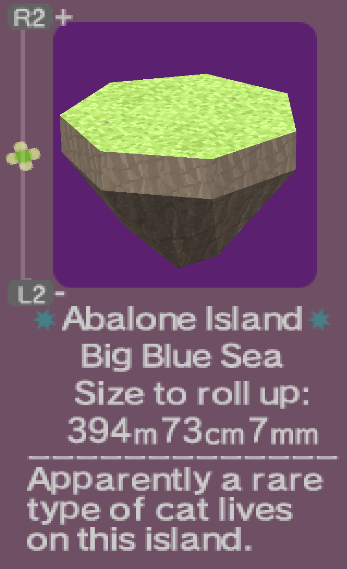 R2 +
L2 -
Abalone Island
Big Blue Sea
Size to roll up:
394m73cm7mm
Apparently a rare
type of cat lives
on this island.